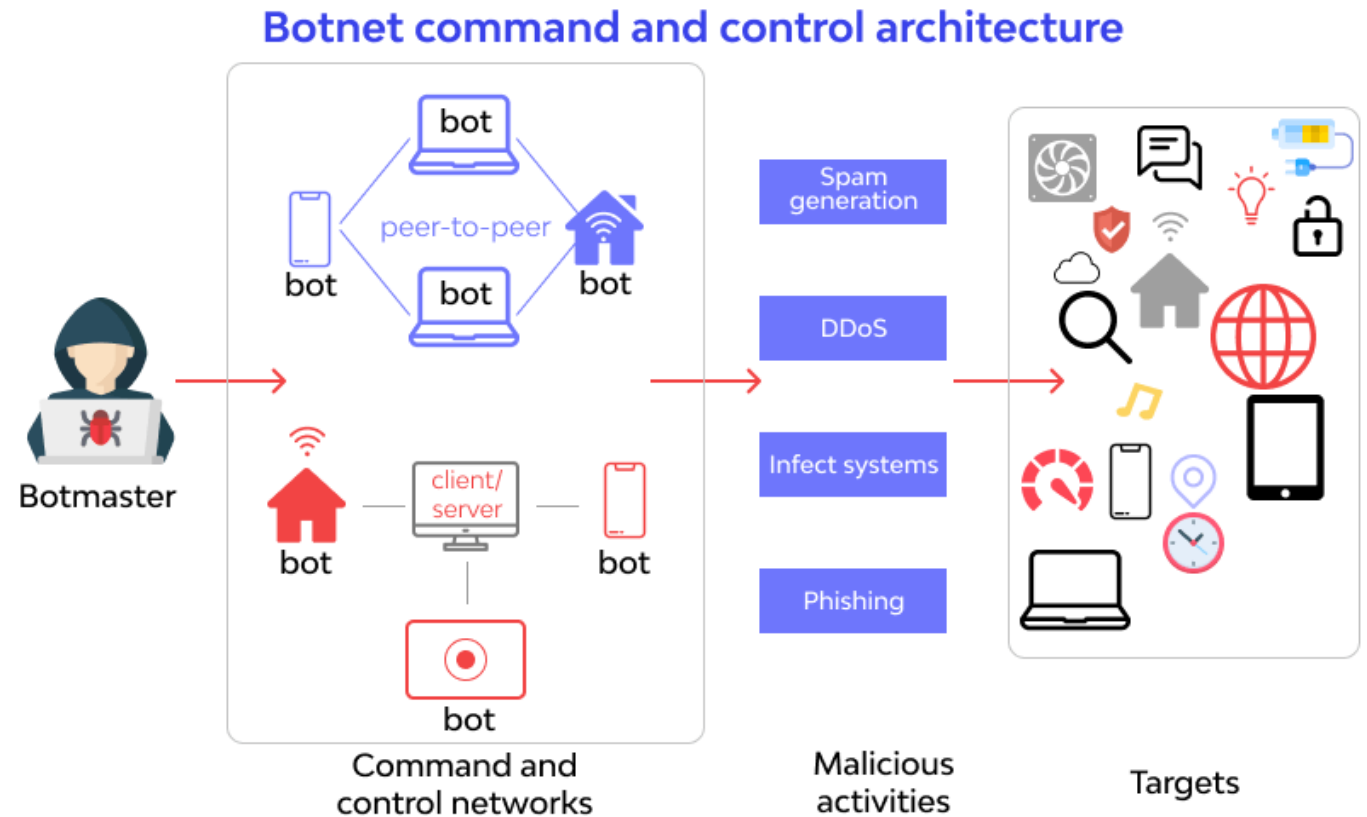 Botnet command and control architecture
bot
peer-to-peer
bot
bot
bot
Botmaster
client/
server
bot
bot
bot
Command and
control networks
Spam
generation
DDoS
Infect systems
Phishing
Malicious
activities
Targets